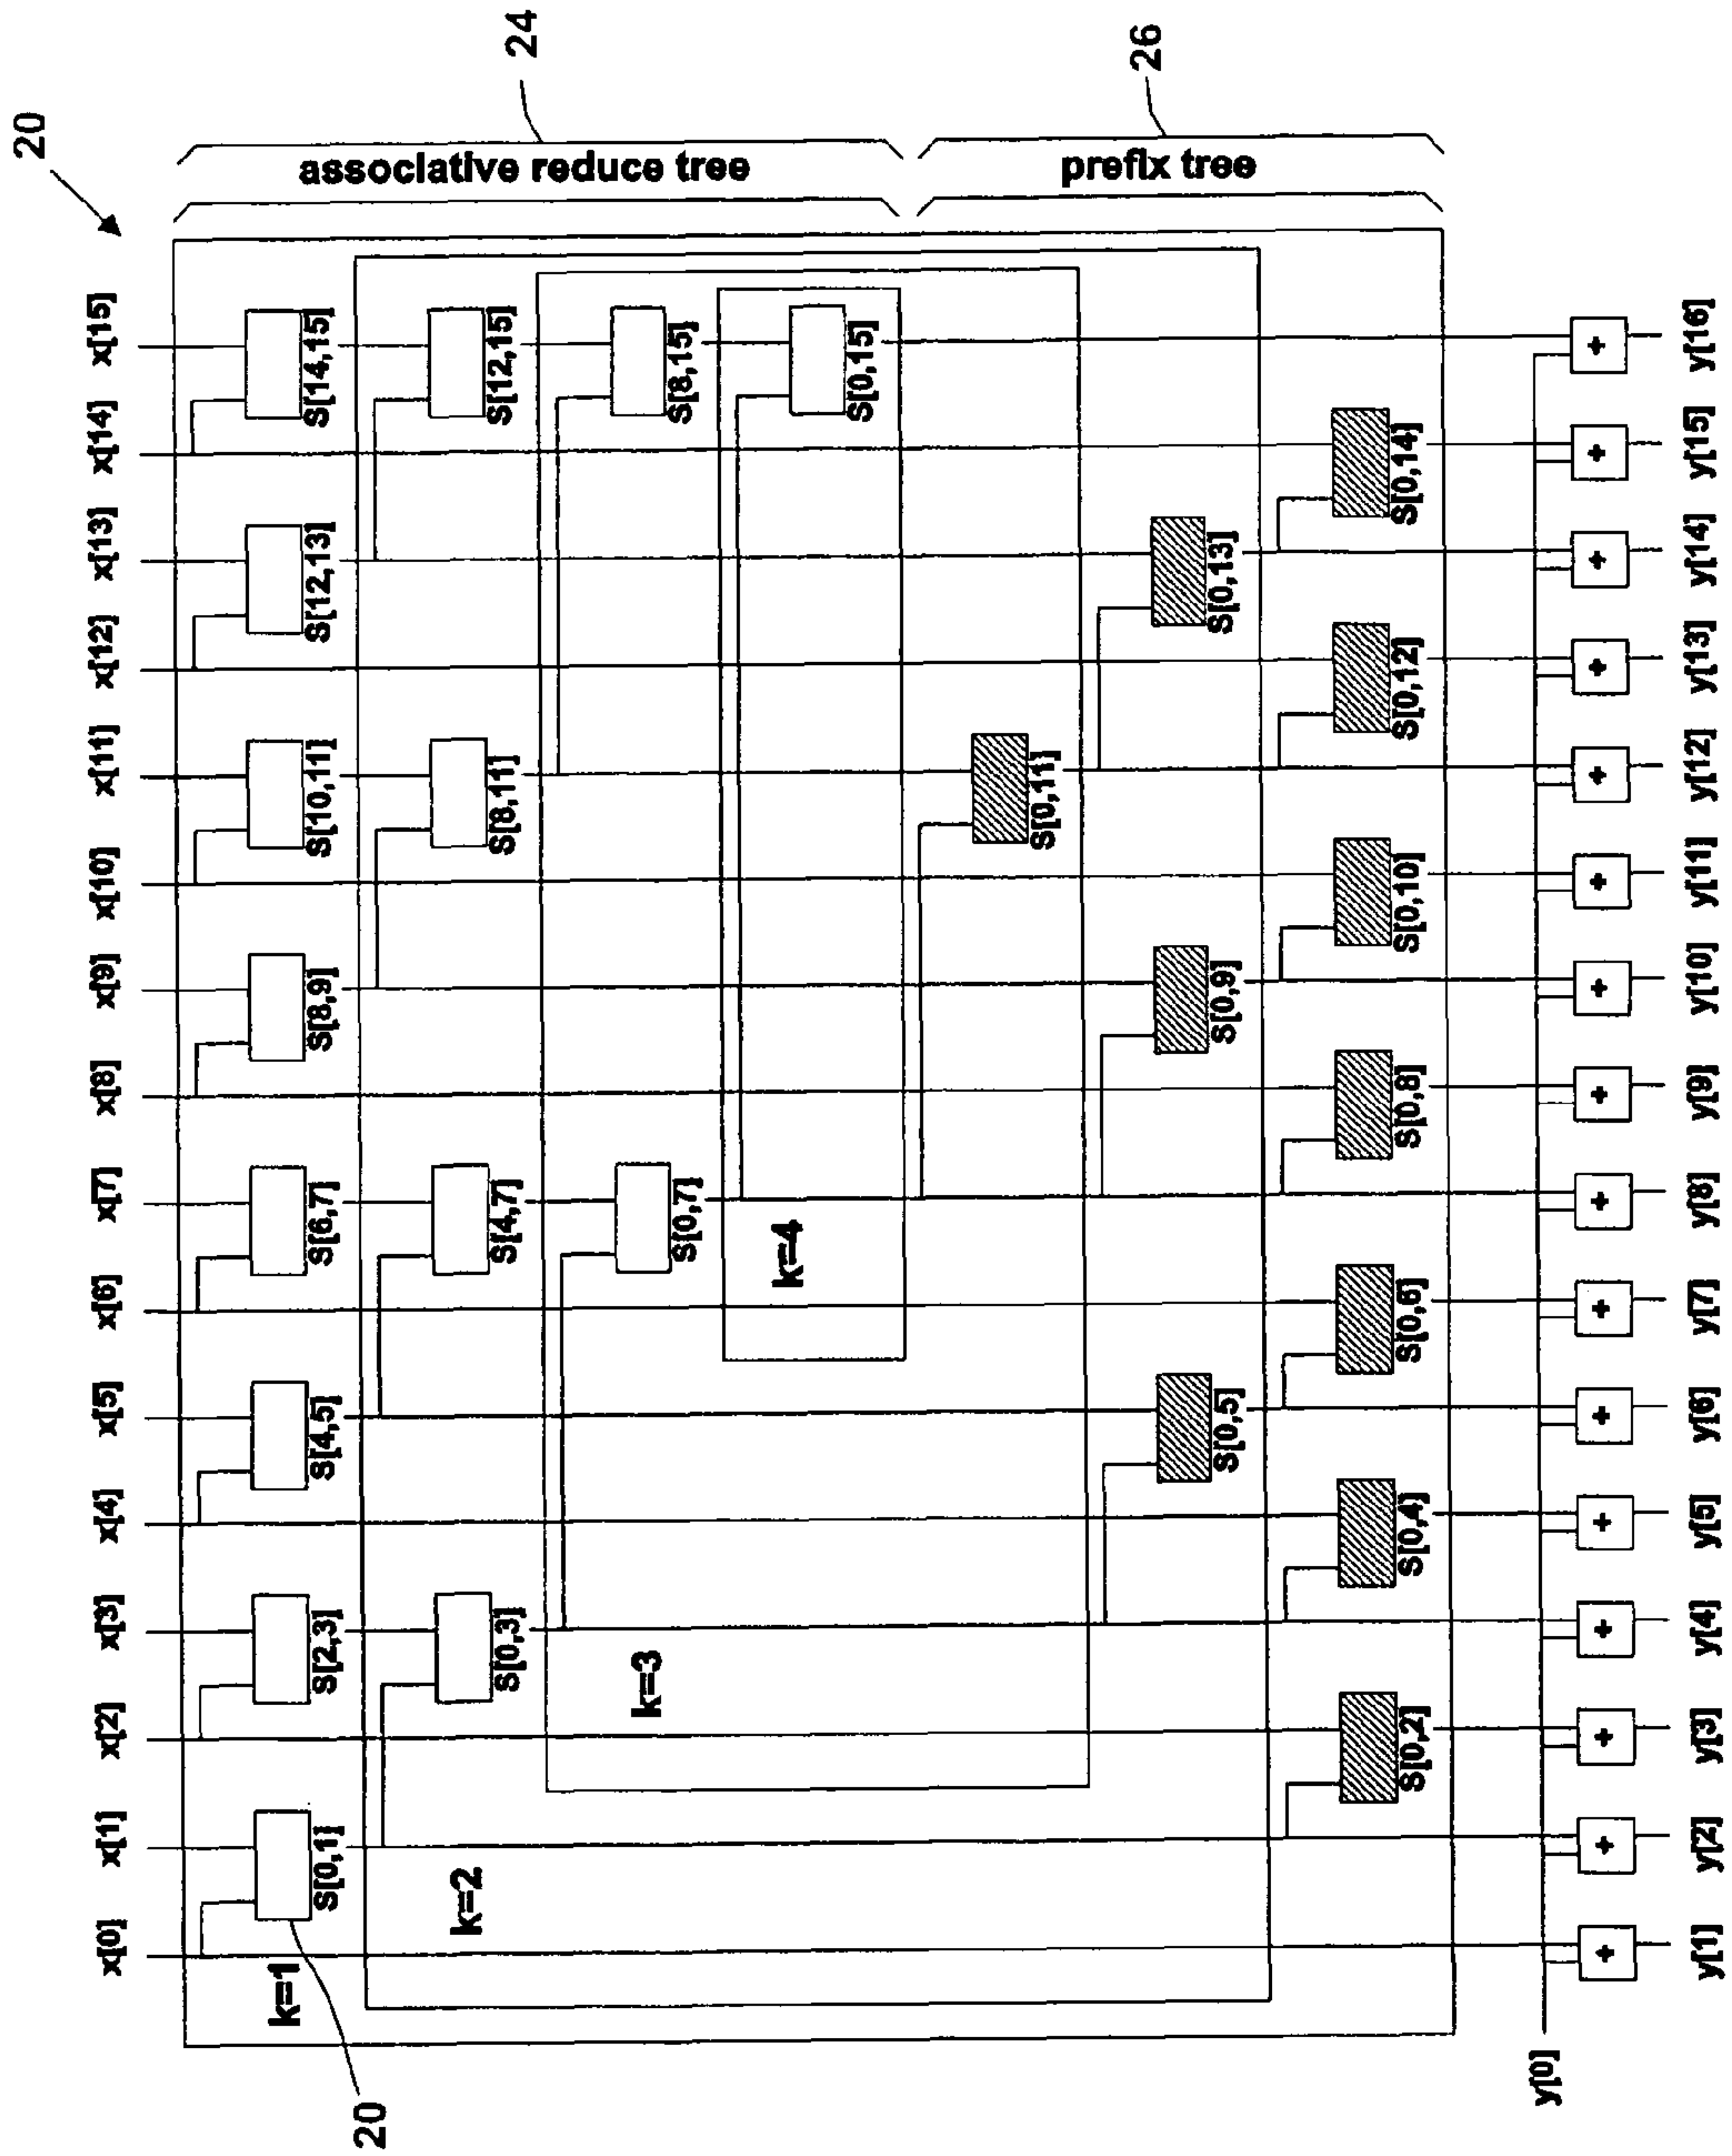 20
x[0] x[1] x[2] x[3] x[4] x[5] x[6] x[7] x[8] x[9] x[10] x[11] x[12] x[13] x[14] x[15]
k=1
S[0,1] S[2,3] S[4,5] S[6,7] S[8,9] S[10,11] S[12,13] S[14,15]
20
k=2
S[0,3] S[4,7] S[8,11] S[12,15]
associative reduce tree
24
k=3
S[0,7] S[8,15]
k=4
S[0,15]
S[0,11]
prefix tree
26
S[0,5] S[0,9] S[0,13]
S[0,2] S[0,4] S[0,6] S[0,8] S[0,10] S[0,12] S[0,14]
y[0]
+ + + + + + + + + + + + + + + +
y[1] y[2] y[3] y[4] y[5] y[6] y[7] y[8] y[9] y[10] y[11] y[12] y[13] y[14] y[15] y[16]